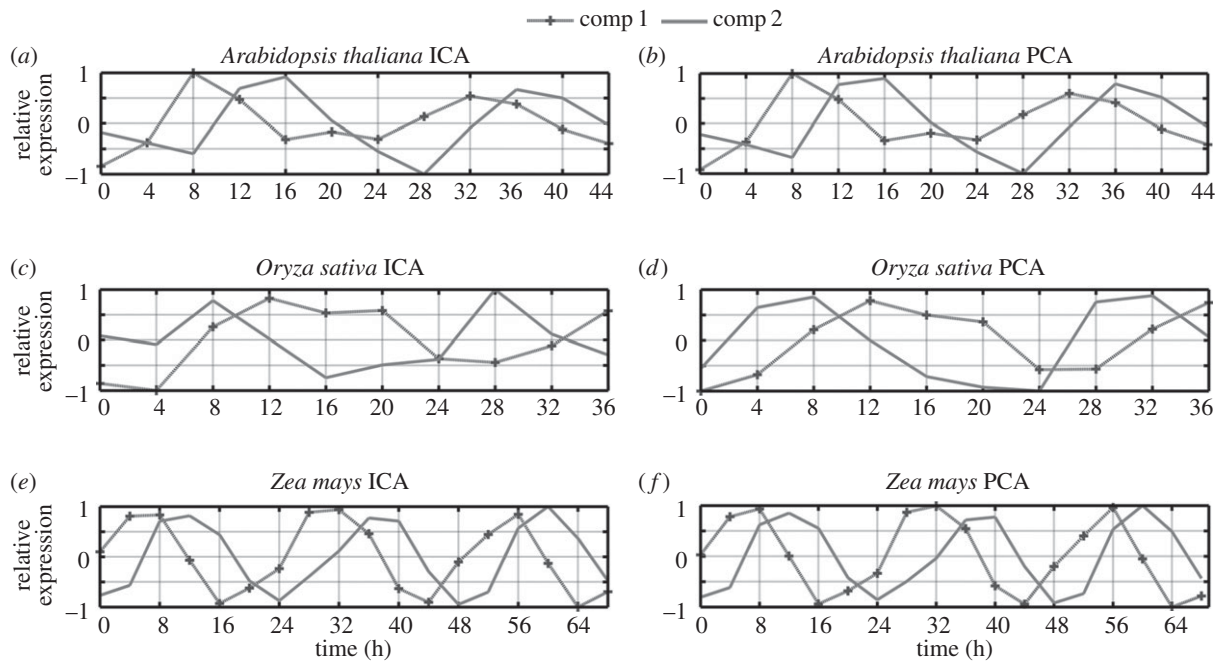 comp 1 comp 2
(a) Arabidopsis thaliana ICA
relative expression
1
0
–1
0 4 8 12 16 20 24 28 32 36 40 44
(b) Arabidopsis thaliana PCA
1
0
–1
0 4 8 12 16 20 24 28 32 36 40 44
(c) Oryza sativa ICA
relative expression
1
0
–1
0 4 8 12 16 20 24 28 32 36
(d) Oryza sativa PCA
1
0
–1
0 4 8 12 16 20 24 28 32 36
(e) Zea mays ICA
relative expression
1
0
–1
0 8 16 24 32 40 48 56 64
time (h)
(f) Zea mays PCA
1
0
–1
0 8 16 24 32 40 48 56 64
time (h)